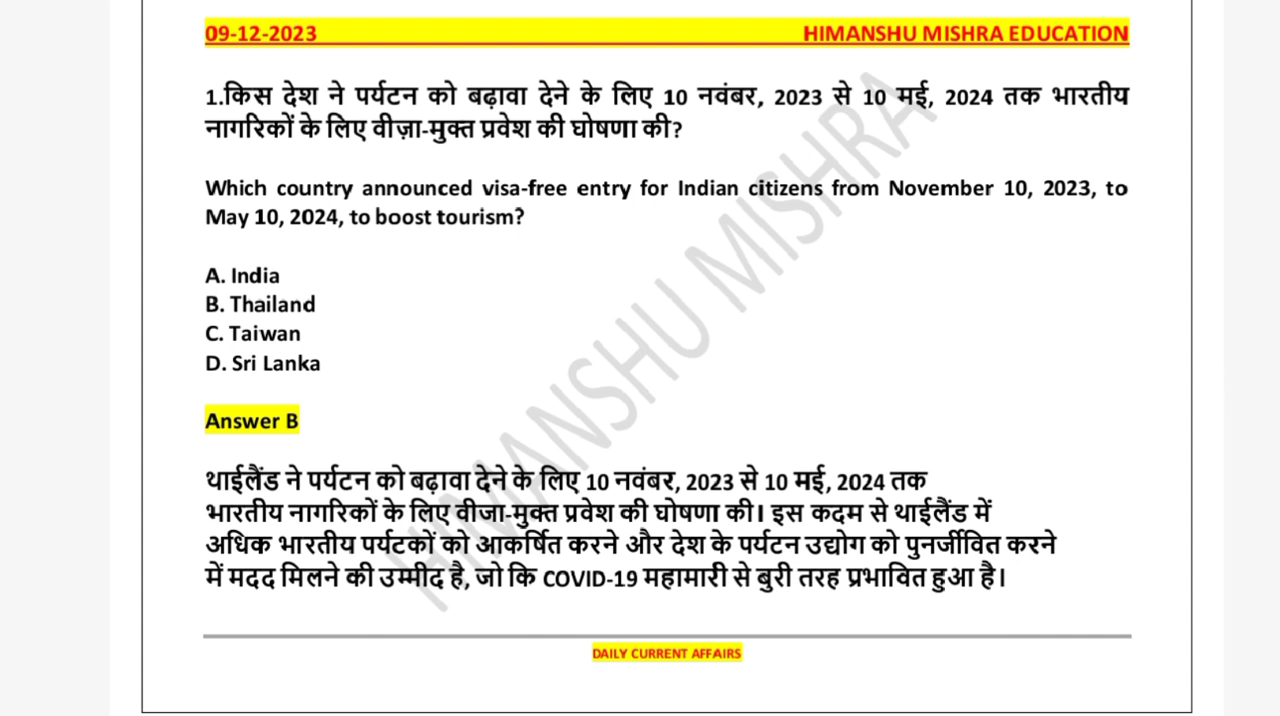 09-12-2023 HIMANSHU MISHRA EDUCATION
1.किस देश ने पर्यटन को बढ़ावा देने के लिए 10 नवंबर, 2023 से 10 मई, 2024 तक भारतीय
नागरिकों के लिए वीज़ा-मुक्त प्रवेश की घोषणा की?
Which country announced visa-free entry for Indian citizens from November 10, 2023, to
May 10, 2024, to boost tourism?
A. India
B. Thailand
C. Taiwan
D. Sri Lanka
Answer B
थाईलैंड ने पर्यटन को बढ़ावा देने के लिए 10 नवंबर, 2023 से 10 मई, 2024 तक
भारतीय नागरिकों के लिए वीजा-मुक्त प्रवेश की घोषणा की। इस कदम से थाईलैंड में
अधिक भारतीय पर्यटकों को आकर्षित करने और देश के पर्यटन उद्योग को पुनर्जीवित करने
में मदद मिलने की उम्मीद है, जो कि COVID-19 महामारी से बुरी तरह प्रभावित हुआ है।
HIMANSHU MISHRA
DAILY CURRENT AFFAIRS